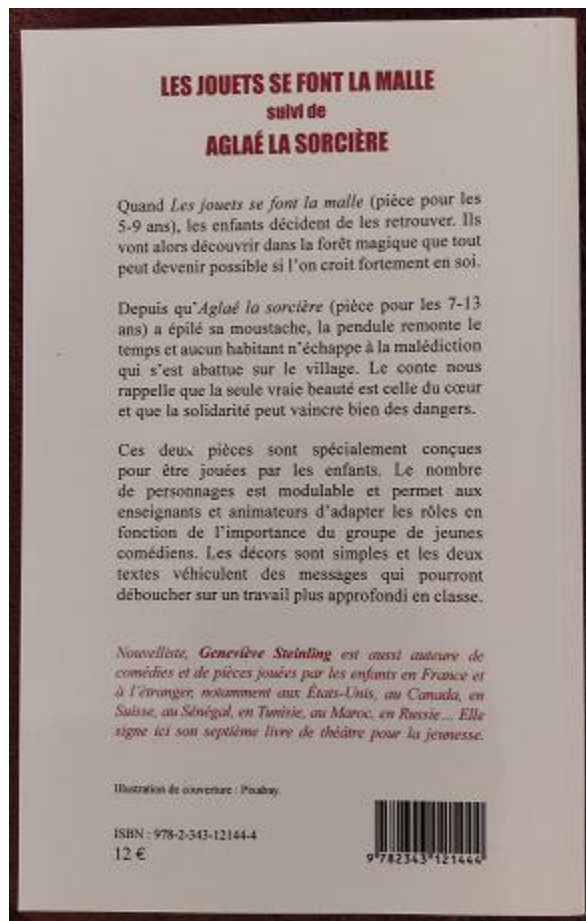 LES JOUETS SE FONT LA MALLE
suivi de
AGLAÉ LA SORCIÈRE
Quand Les jouets se font la malle (pièce pour les
5-9 ans), les enfants décident de les retrouver. Ils
vont alors découvrir dans la forêt magique que tout
peut devenir possible si l'on croit fortement en soi.
Depuis qu'Aglaé la sorcière (pièce pour les 7-13
ans) a épilé sa moustache, la pendule remonte le
temps et aucun habitant n'échappe à la malédiction
qui s'est abattue sur le village. Le conte nous
rappelle que la seule vraie beauté est celle du cœur
et que la solidarité peut vaincre bien des dangers.
Ces deux pièces sont spécialement conçues
pour être jouées par les enfants. Le nombre
de personnages est modulable et permet aux
enseignants et animateurs d'adapter les rôles en
fonction de l'importance du groupe de jeunes
comédiens. Les décors sont simples et les deux
textes véhiculent des messages qui pourront
déboucher sur un travail plus approfondi en classe.
Nouvelliste, Geneviève Steinling est aussi auteure de
comédies et de pièces jouées par les enfants en France et
à l'étranger, notamment aux États-Unis, au Canada, en
Suisse, au Sénégal, en Tunisie, au Maroc, en Russie... Elle
signe ici son septième livre de théâtre pour la jeunesse.
Illustration de couverture : Pixabay.
ISBN : 978-2-343-12144-4
12 €
9 782343 121444